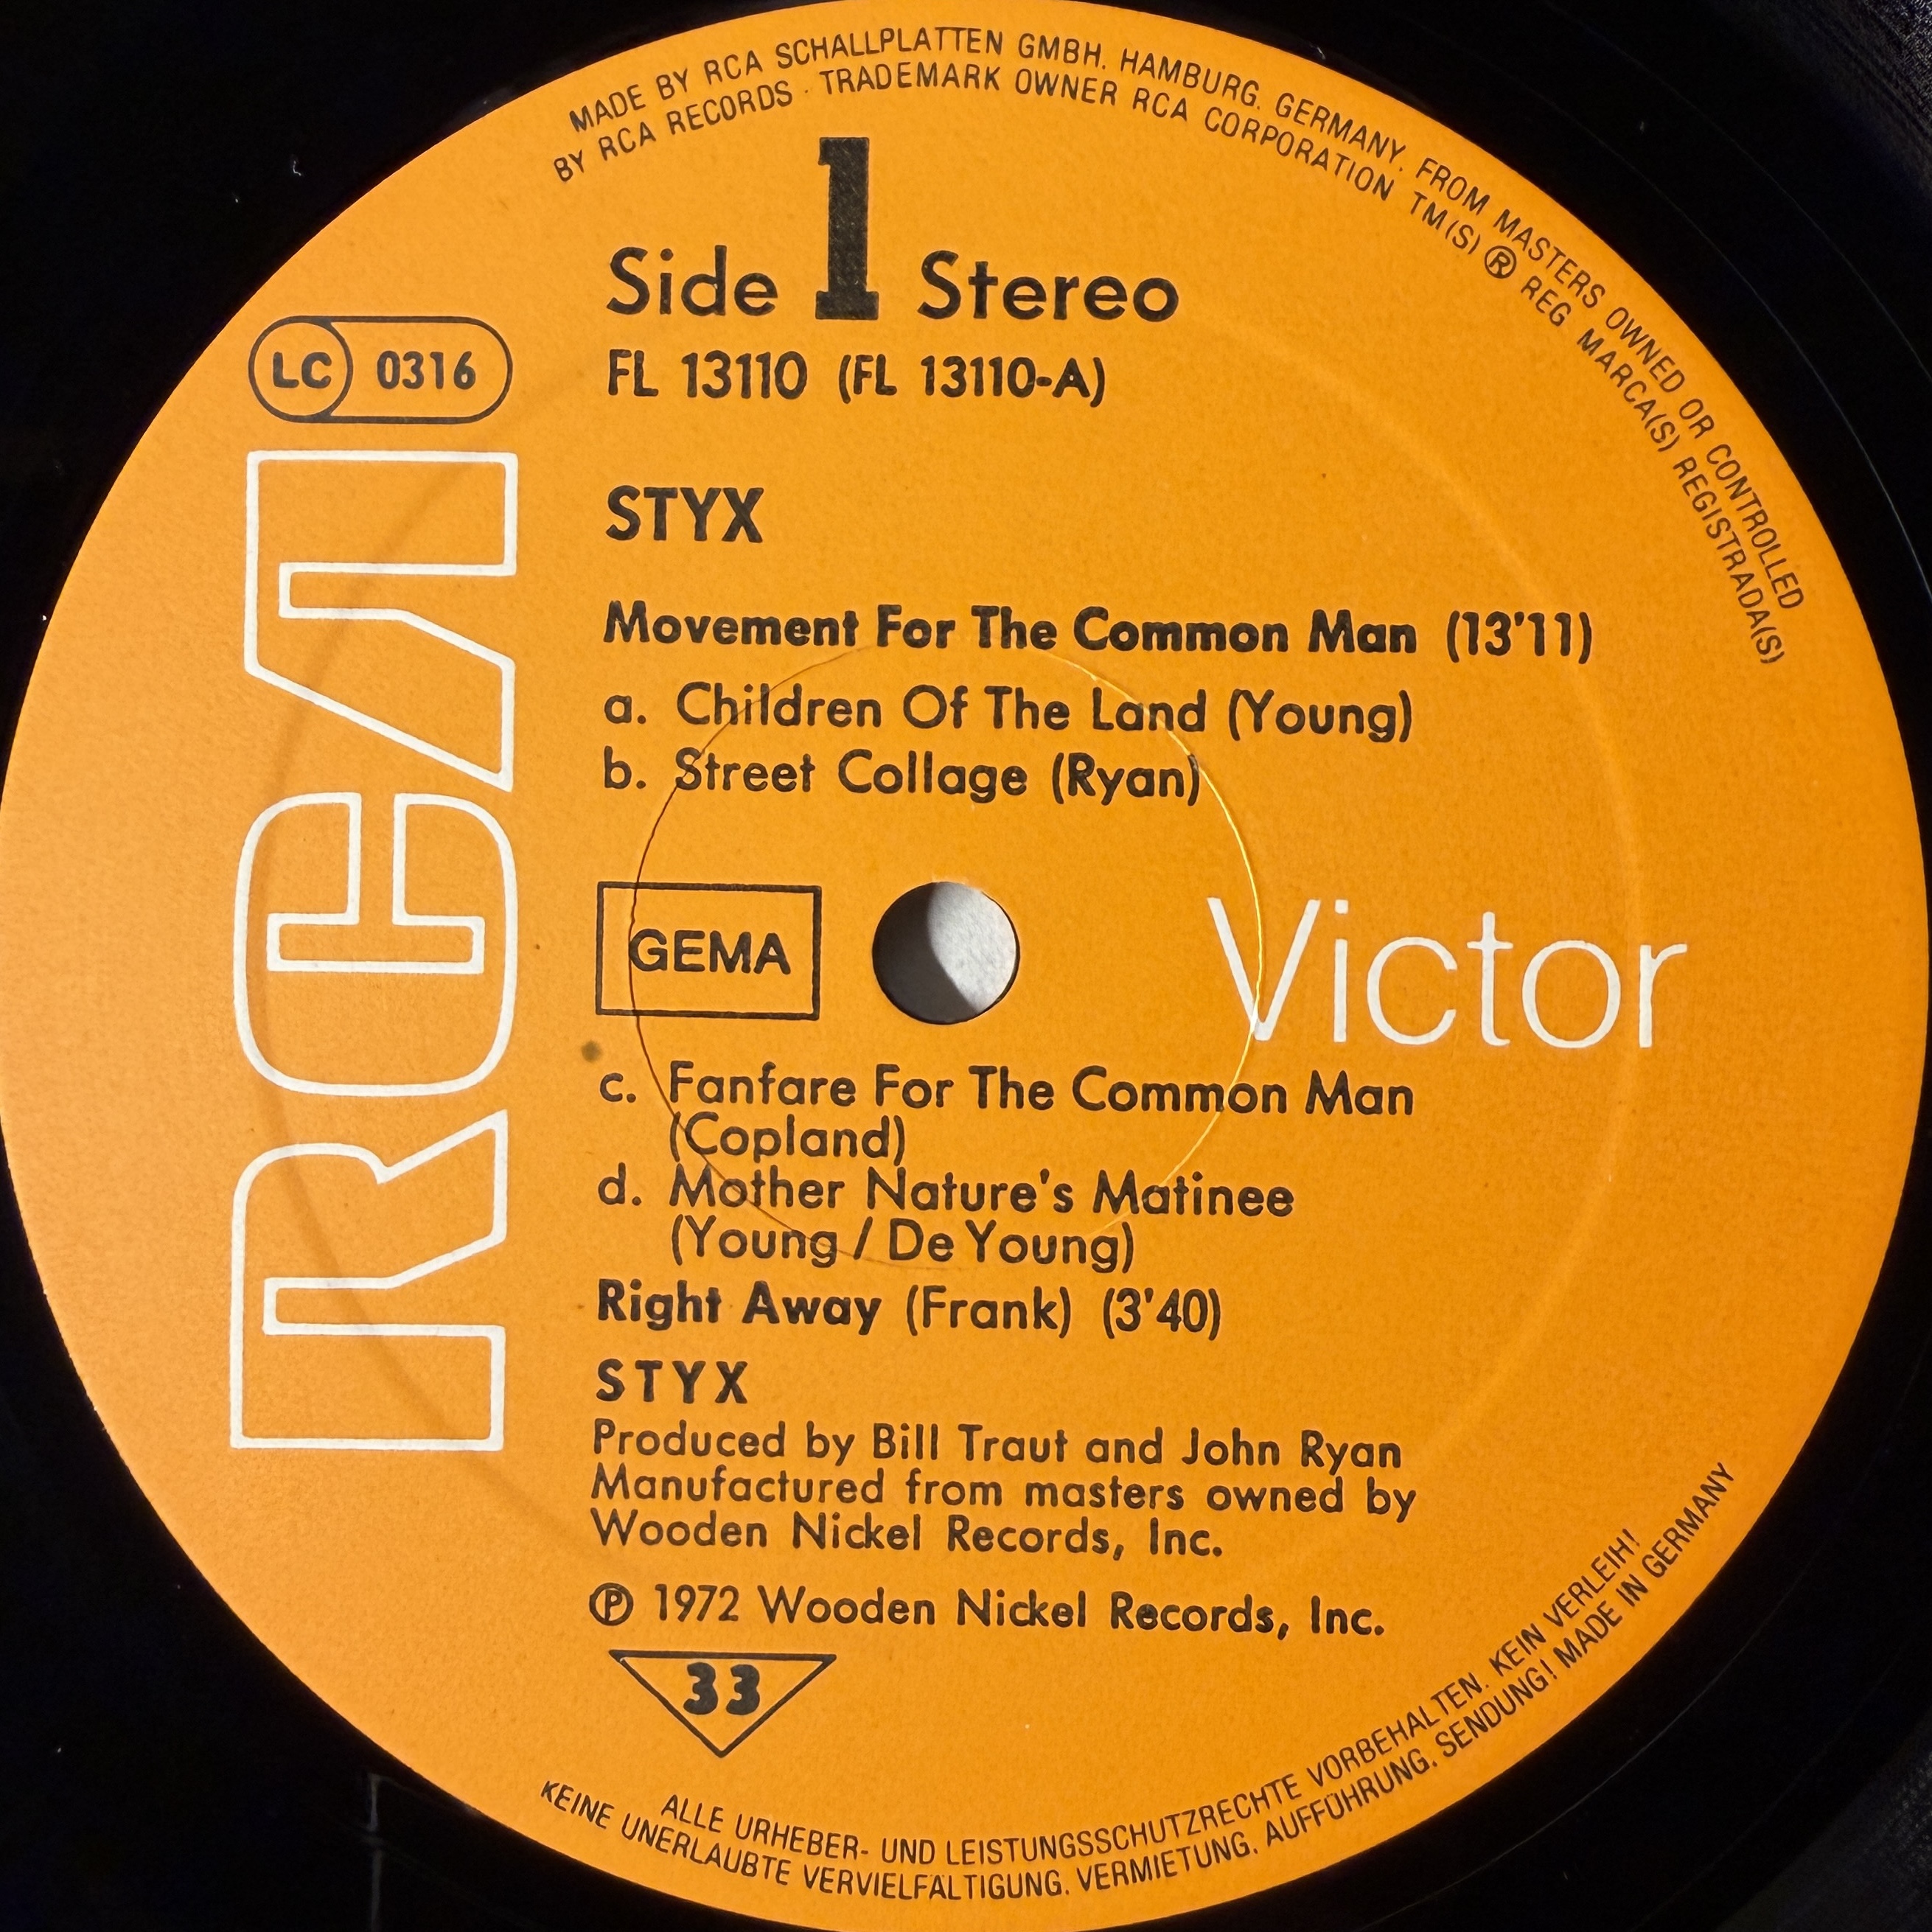 MADE BY RCA SCHALLPLATTEN GMBH. HAMBURG. GERMANY. FROM MASTERS OWNED OR CONTROLLED
BY RCA RECORDS · TRADEMARK OWNER RCA CORPORATION TM(S) ® REG MARCA(S) REGISTRADA(S)
Side 1 Stereo
LC 0316
FL 13110 (FL 13110-A)
RCA
STYX
Movement For The Common Man (13'11)
a. Children Of The Land (Young)
b. Street Collage (Ryan)
GEMA
Victor
c. Fanfare For The Common Man
(Copland)
d. Mother Nature's Matinee
(Young / De Young)
Right Away (Frank) (3'40)
STYX
Produced by Bill Traut and John Ryan
Manufactured from masters owned by
Wooden Nickel Records, Inc.
℗ 1972 Wooden Nickel Records, Inc.
33
ALLE URHEBER- UND LEISTUNGSSCHUTZRECHTE VORBEHALTEN. KEIN VERLEIH!
KEINE UNERLAUBTE VERVIELFÄLTIGUNG. VERMIETUNG. AUFFÜHRUNG. SENDUNG! MADE IN GERMANY